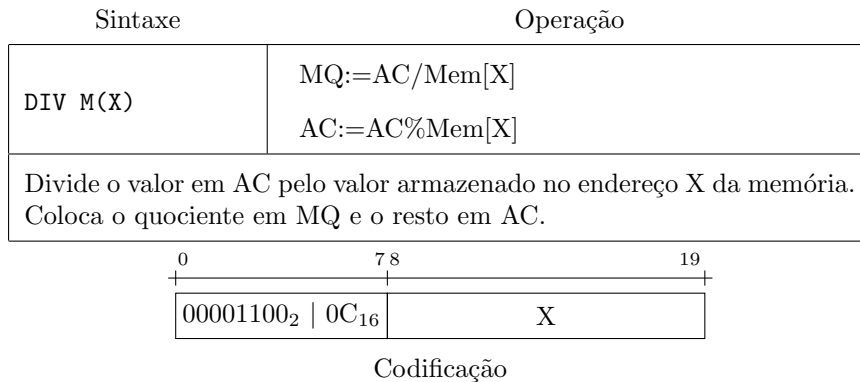 Sintaxe Operação
DIV M(X)
MQ:=AC/Mem[X]
AC:=AC%Mem[X]
Divide o valor em AC pelo valor armazenado no endereço X da memória.
Coloca o quociente em MQ e o resto em AC.
0 7 8 19
00001100₂ | 0C₁₆ X
Codificação